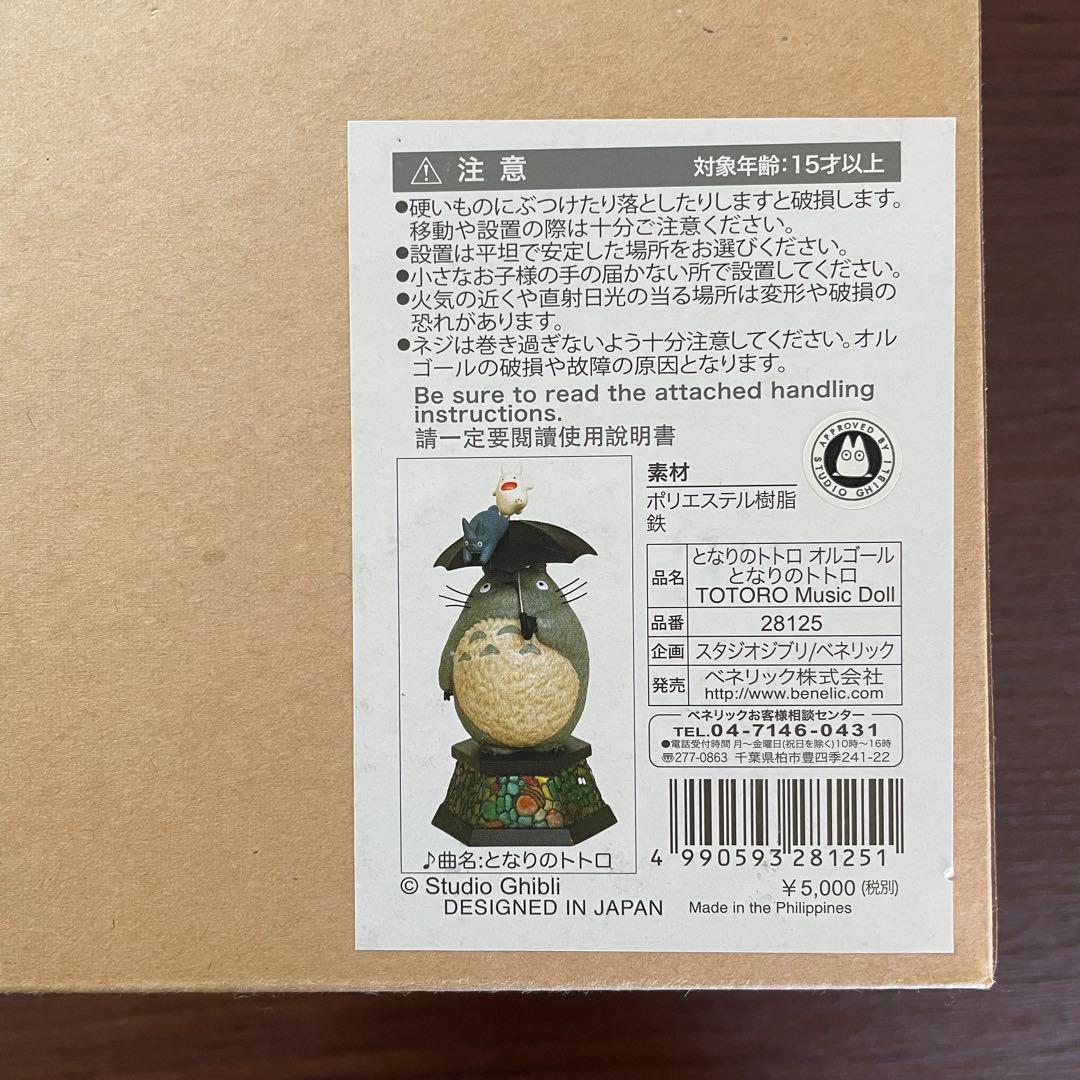 注意 対象年齢:15才以上
●硬いものにぶつけたり落としたりしますと破損します。
移動や設置の際は十分ご注意ください。
●設置は平坦で安定した場所をお選びください。
●小さなお子様の手の届かない所で設置してください。
●火気の近くや直射日光の当る場所は変形や破損の
恐れがあります。
●ネジは巻き過ぎないよう十分注意してください。オル
ゴールの破損や故障の原因となります。
Be sure to read the attached handling
instructions.
請一定要閲讀使用説明書
APPROVED BY
STUDIO GHIBLI
素材
ポリエステル樹脂
鉄
品名 となりのトトロ オルゴール
となりのトトロ
TOTORO Music Doll
品番 28125
企画 スタジオジブリ/ベネリック
発売 ベネリック株式会社
http://www.benelic.com
ベネリックお客様相談センター
TEL.04-7146-0431
●電話受付時間 月~金曜日(祝日を除く)10時~16時
〠277-0863 千葉県柏市豊四季241-22
♪曲名:となりのトトロ
4 990593 281251
© Studio Ghibli
DESIGNED IN JAPAN
¥5,000 (税別)
Made in the Philippines